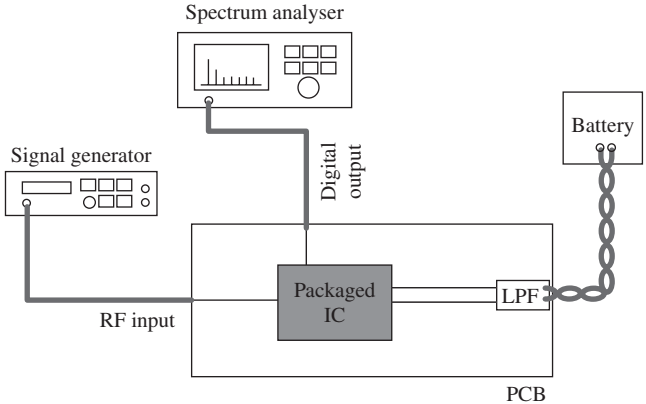 Spectrum analyser
Battery
Signal generator
Digital
output
Packaged
IC
LPF
RF input
PCB